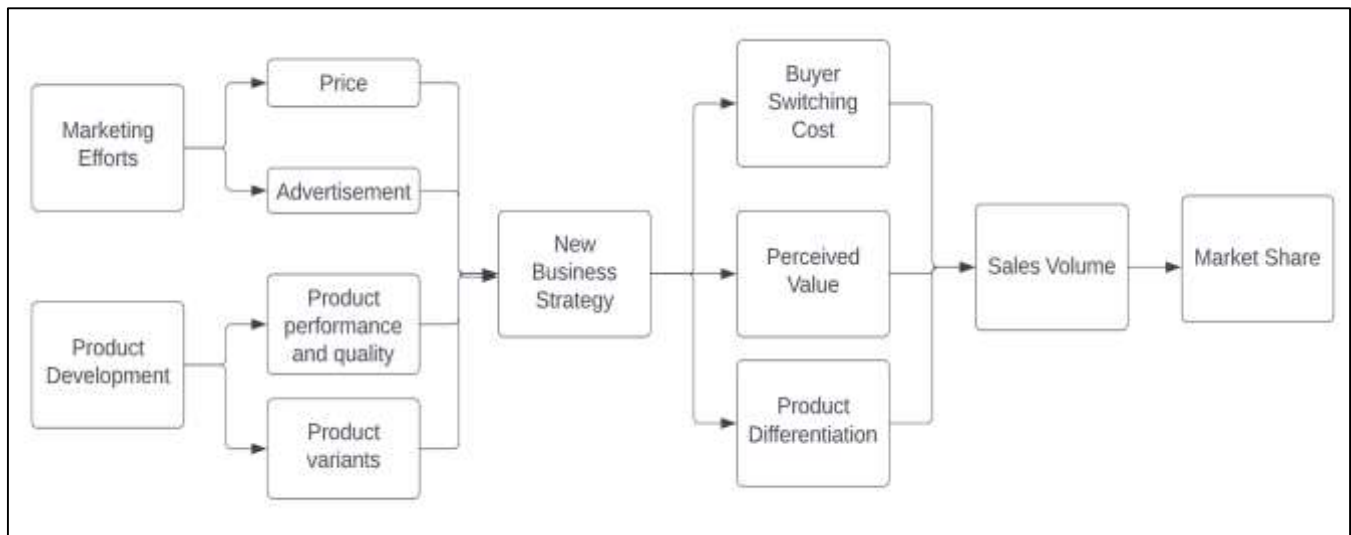 Marketing
Efforts
Price
Advertisement
Product
Development
Product
performance
and quality
Product
variants
New
Business
Strategy
Buyer
Switching
Cost
Perceived
Value
Product
Differentiation
Sales Volume
Market Share